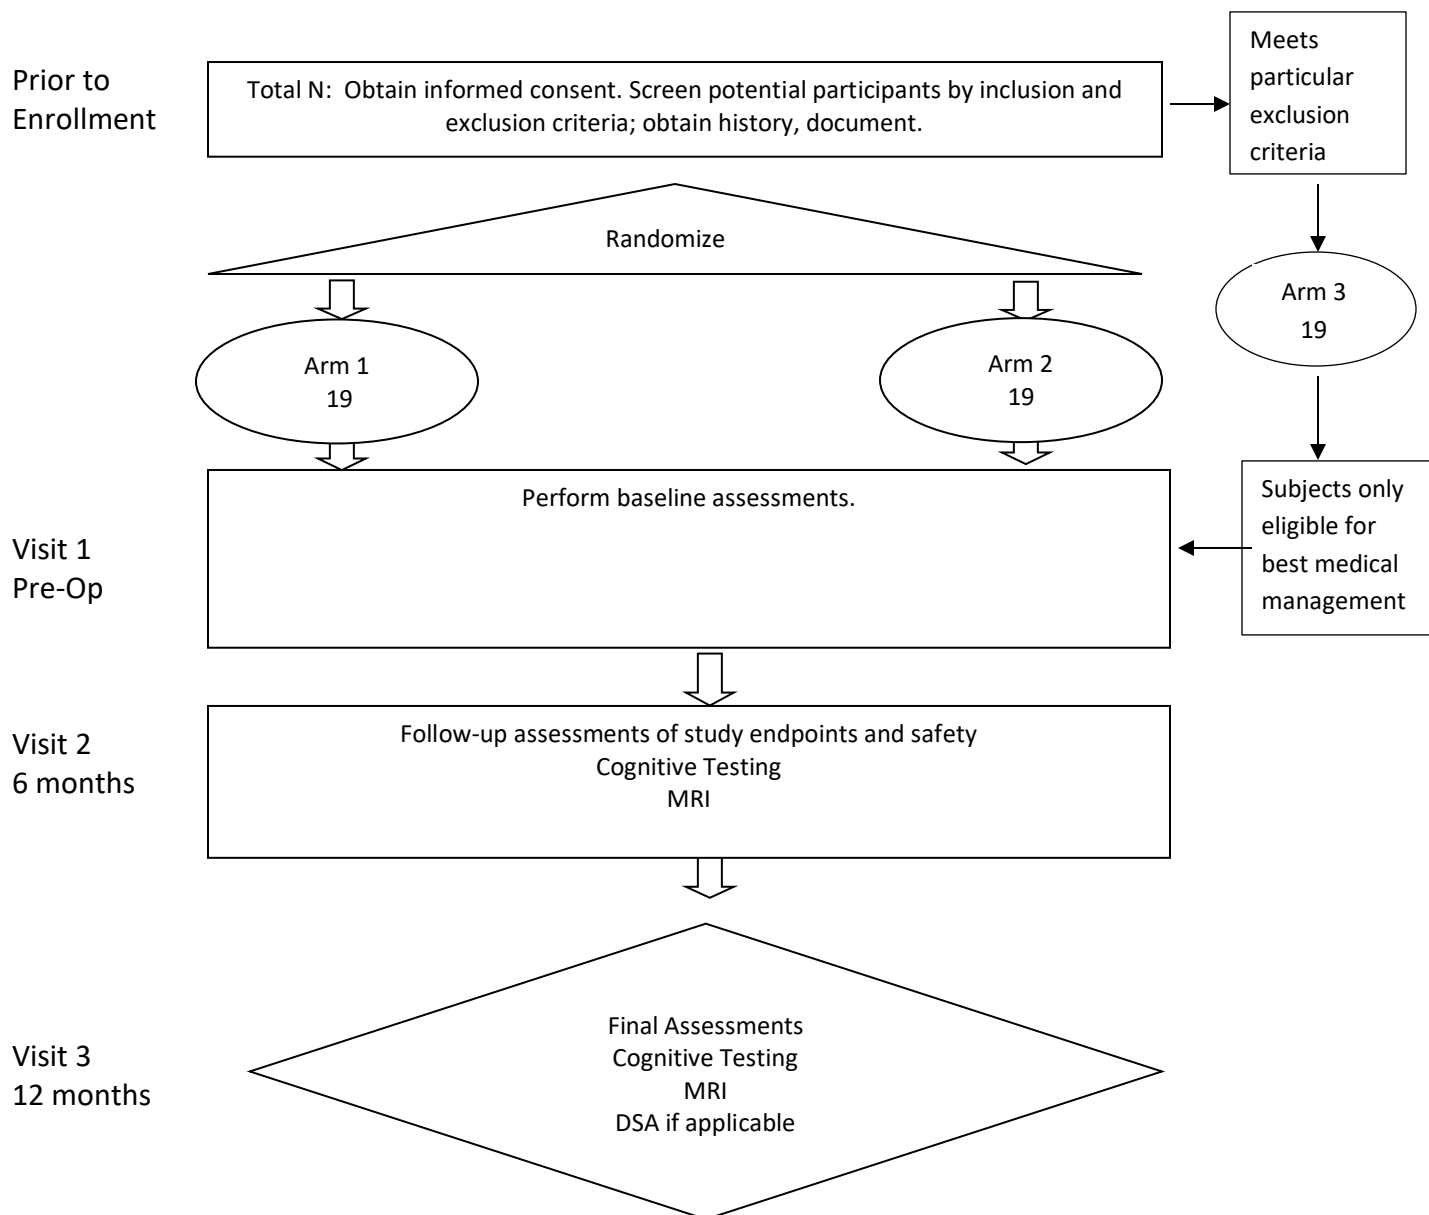 Prior to
Enrollment
Total N:  Obtain informed consent. Screen potential participants by inclusion and
exclusion criteria; obtain history, document.
Meets
particular
exclusion
criteria
Randomize
Arm 1
19
Arm 2
19
Arm 3
19
Visit 1
Pre-Op
Perform baseline assessments.
Subjects only
eligible for
best medical
management
Visit 2
6 months
Follow-up assessments of study endpoints and safety
Cognitive Testing
MRI
Visit 3
12 months
Final Assessments
Cognitive Testing
MRI
DSA if applicable